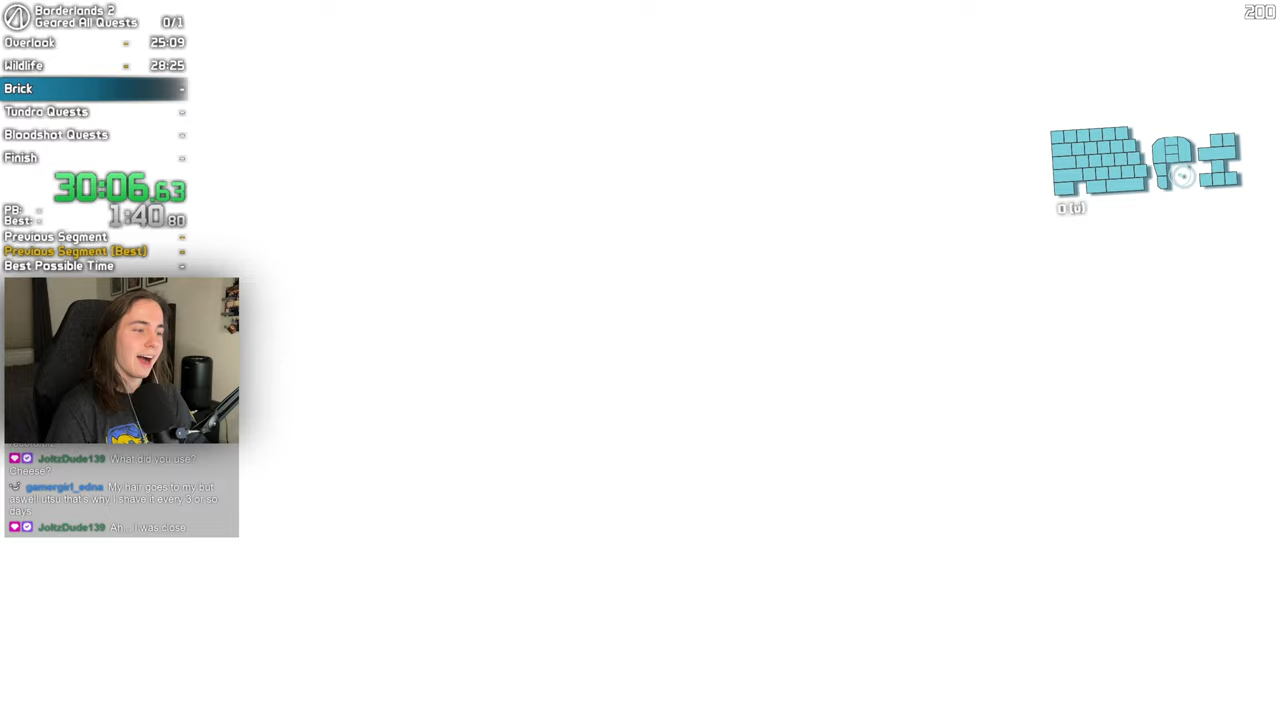 Borderlands 2
Geared All Quests 0/1
Overlook - 25:09
Wildlife - 28:25
Brick -
Tundra Quests -
Bloodshot Quests -
Finish -
30:06.63
PB: -
1:40.80
Best: -
Previous Segment -
Previous Segment (Best) -
Best Possible Time -
JoltzDude139 What did you use?
Cheese?
gamergirl_edna My hair goes to my but
aswell utsu that's why I shave it every 3 or so
days
JoltzDude139 Ah... I was close
200
0 (u)